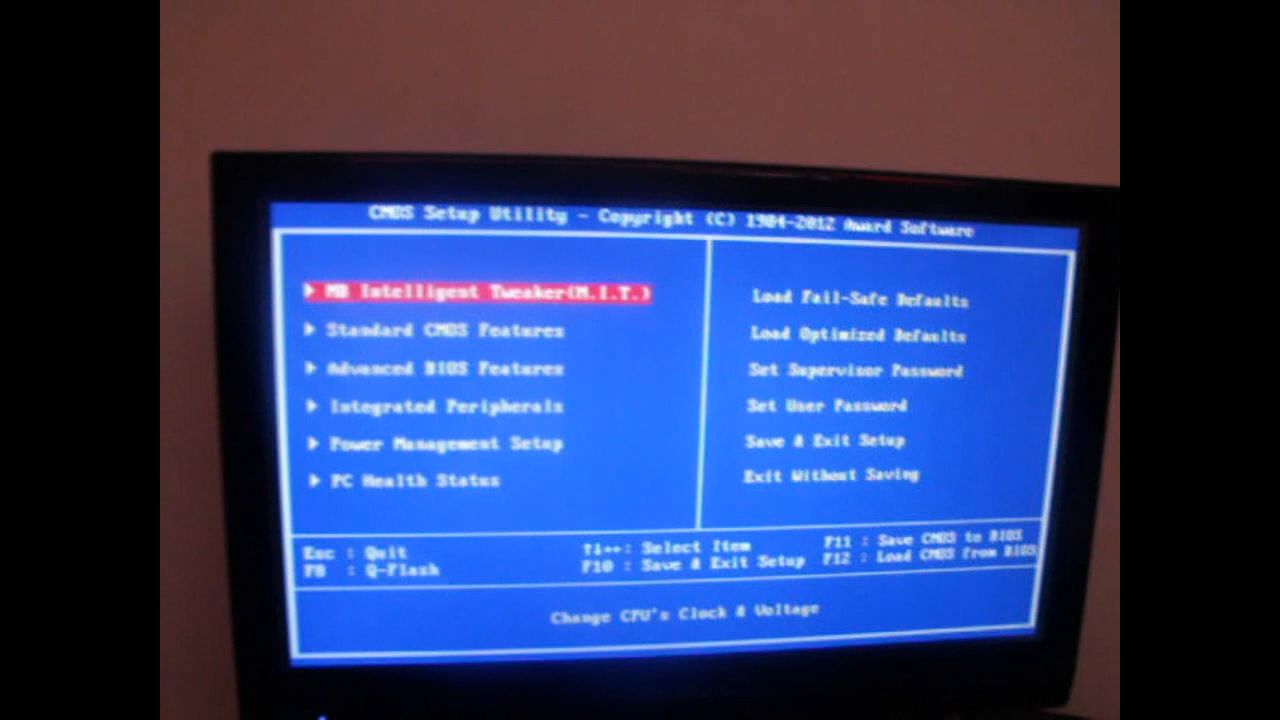 CMOS Setup Utility - Copyright (C) 1984-2012 Award Software
MB Intelligent Tweaker(M.I.T.)
Standard CMOS Features
Advanced BIOS Features
Integrated Peripherals
Power Management Setup
PC Health Status
Load Fail-Safe Defaults
Load Optimized Defaults
Set Supervisor Password
Set User Password
Save & Exit Setup
Exit Without Saving
Esc : Quit
F8 : Q-Flash
↑↓→←: Select Item
F10 : Save & Exit Setup
F11 : Save CMOS to BIOS
F12 : Load CMOS from BIOS
Change CPU's Clock & Voltage